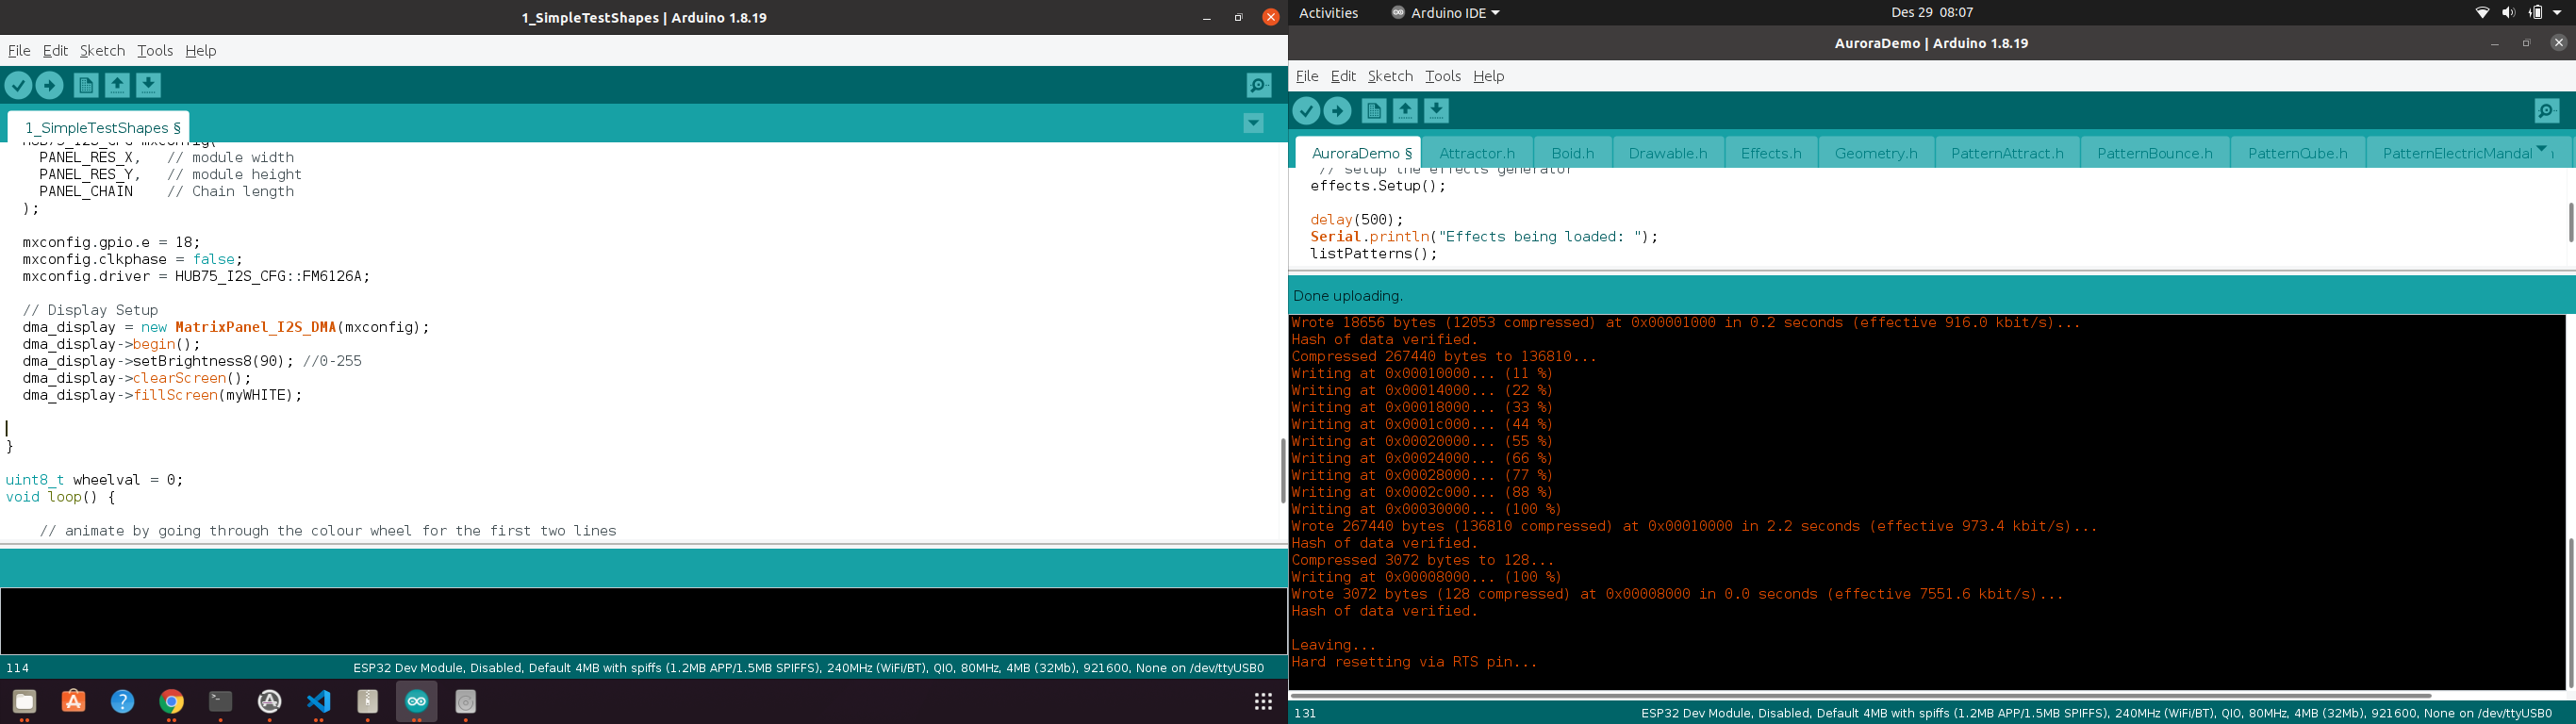 1_SimpleTestShapes | Arduino 1.8.19
File Edit Sketch Tools Help
1_SimpleTestShapes §
HUB75_I2S_CFG mxconfig(
PANEL_RES_X,   // module width
PANEL_RES_Y,   // module height
PANEL_CHAIN    // Chain length
);
mxconfig.gpio.e = 18;
mxconfig.clkphase = false;
mxconfig.driver = HUB75_I2S_CFG::FM6126A;
// Display Setup
dma_display = new MatrixPanel_I2S_DMA(mxconfig);
dma_display->begin();
dma_display->setBrightness8(90); //0-255
dma_display->clearScreen();
dma_display->fillScreen(myWHITE);
}
uint8_t wheelval = 0;
void loop() {
// animate by going through the colour wheel for the first two lines
114
ESP32 Dev Module, Disabled, Default 4MB with spiffs (1.2MB APP/1.5MB SPIFFS), 240MHz (WiFi/BT), QIO, 80MHz, 4MB (32Mb), 921600, None on /dev/ttyUSB0
Activities Arduino IDE Des 29 08:07
AuroraDemo | Arduino 1.8.19
File Edit Sketch Tools Help
AuroraDemo § Attractor.h Boid.h Drawable.h Effects.h Geometry.h PatternAttract.h PatternBounce.h PatternCube.h PatternElectricMandal
// setup the effects generator
effects.Setup();
delay(500);
Serial.println("Effects being loaded: ");
listPatterns();
Done uploading.
Wrote 18656 bytes (12053 compressed) at 0x00001000 in 0.2 seconds (effective 916.0 kbit/s)...
Hash of data verified.
Compressed 267440 bytes to 136810...
Writing at 0x00010000... (11 %)
Writing at 0x00014000... (22 %)
Writing at 0x00018000... (33 %)
Writing at 0x0001c000... (44 %)
Writing at 0x00020000... (55 %)
Writing at 0x00024000... (66 %)
Writing at 0x00028000... (77 %)
Writing at 0x0002c000... (88 %)
Writing at 0x00030000... (100 %)
Wrote 267440 bytes (136810 compressed) at 0x00010000 in 2.2 seconds (effective 973.4 kbit/s)...
Hash of data verified.
Compressed 3072 bytes to 128...
Writing at 0x00008000... (100 %)
Wrote 3072 bytes (128 compressed) at 0x00008000 in 0.0 seconds (effective 7551.6 kbit/s)...
Hash of data verified.
Leaving...
Hard resetting via RTS pin...
131
ESP32 Dev Module, Disabled, Default 4MB with spiffs (1.2MB APP/1.5MB SPIFFS), 240MHz (WiFi/BT), QIO, 80MHz, 4MB (32Mb), 921600, None on /dev/ttyUSB0